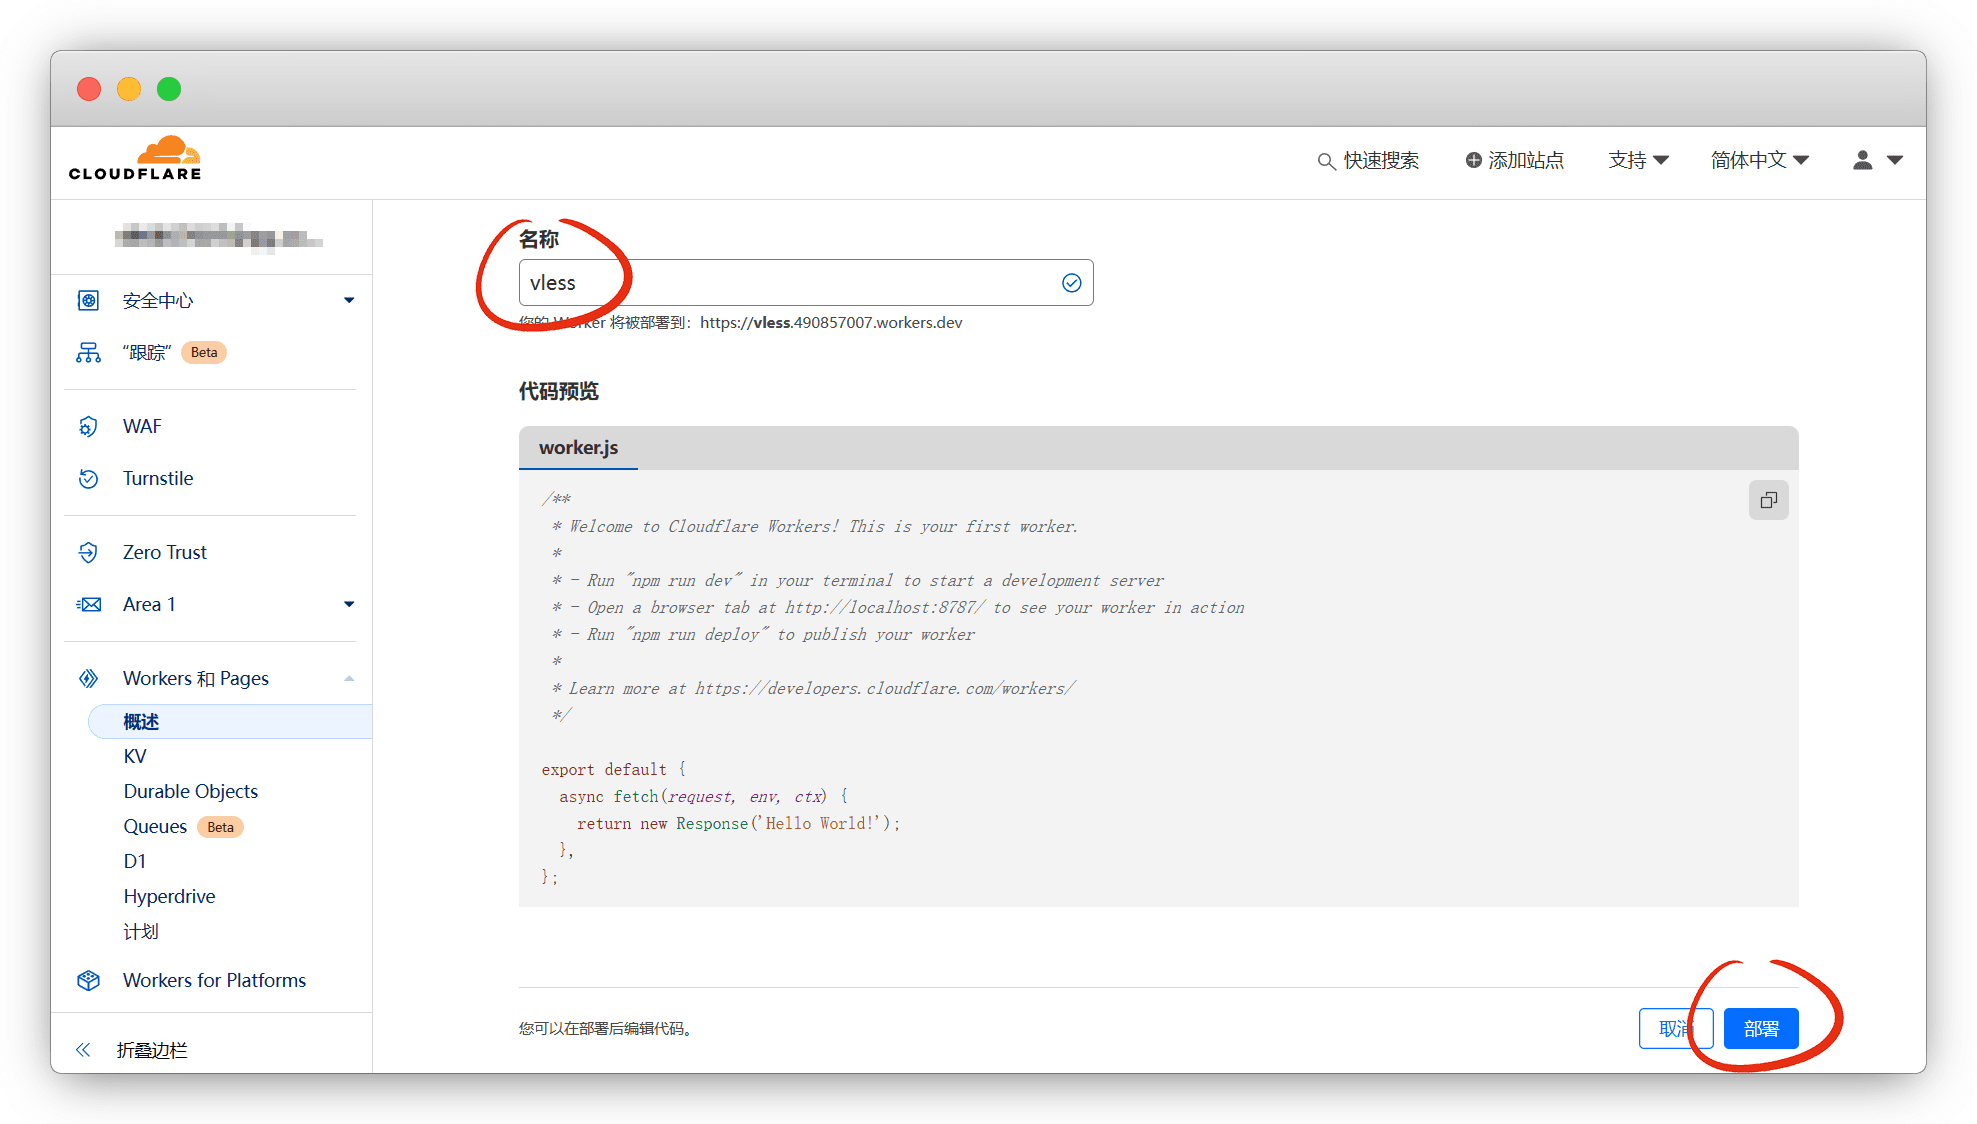 CLOUDFLARE
快速搜索
添加站点
支持
简体中文
安全中心
“跟踪” Beta
WAF
Turnstile
Zero Trust
Area 1
Workers 和 Pages
概述
KV
Durable Objects
Queues Beta
D1
Hyperdrive
计划
Workers for Platforms
折叠边栏
名称
vless
您的 Worker 将被部署到：https://vless.490857007.workers.dev
代码预览
worker.js
/**
* Welcome to Cloudflare Workers! This is your first worker.
*
* - Run "npm run dev" in your terminal to start a development server
* - Open a browser tab at http://localhost:8787/ to see your worker in action
* - Run "npm run deploy" to publish your worker
*
* Learn more at https://developers.cloudflare.com/workers/
*/
export default {
async fetch(request, env, ctx) {
return new Response('Hello World!');
},
};
您可以在部署后编辑代码。
取消
部署